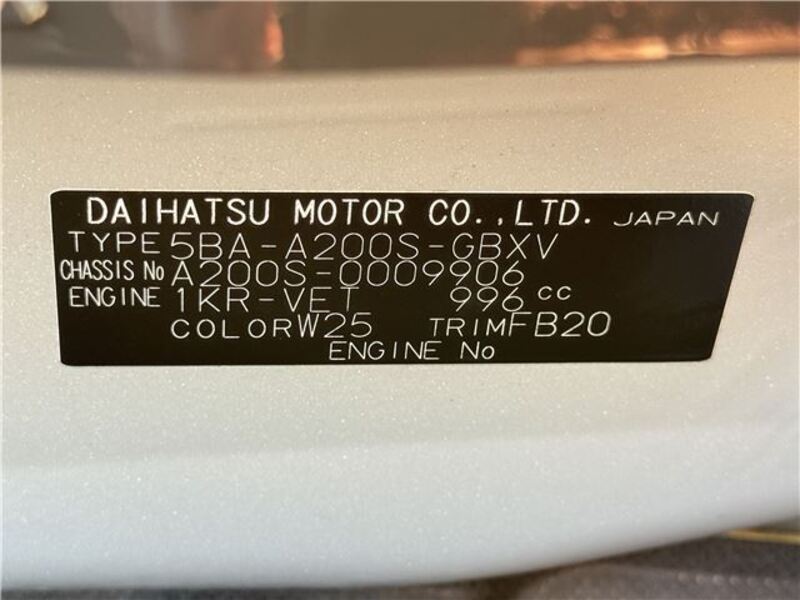 DAIHATSU MOTOR CO.,LTD. JAPAN
TYPE 5BA-A200S-GBXV
CHASSIS No A200S-0009906
ENGINE 1KR-VET 996 cc
COLOR W25 TRIM FB20
ENGINE No